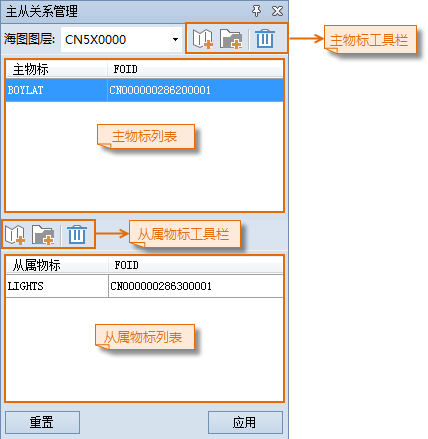 主从关系管理
海图图层: CN5X0000
主物标工具栏
主物标 FOID
BOYLAT CN000000286200001
主物标列表
从属物标工具栏
从属物标 FOID
LIGHTS CN000000286300001
从属物标列表
重置 应用